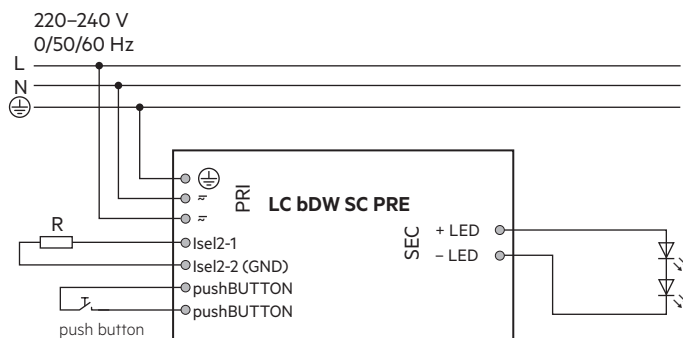 220–240 V
0/50/60 Hz
L
N
PRI
LC bDW SC PRE
R
Isel2-1
Isel2-2 (GND)
pushBUTTON
pushBUTTON
push button
SEC
+ LED
– LED